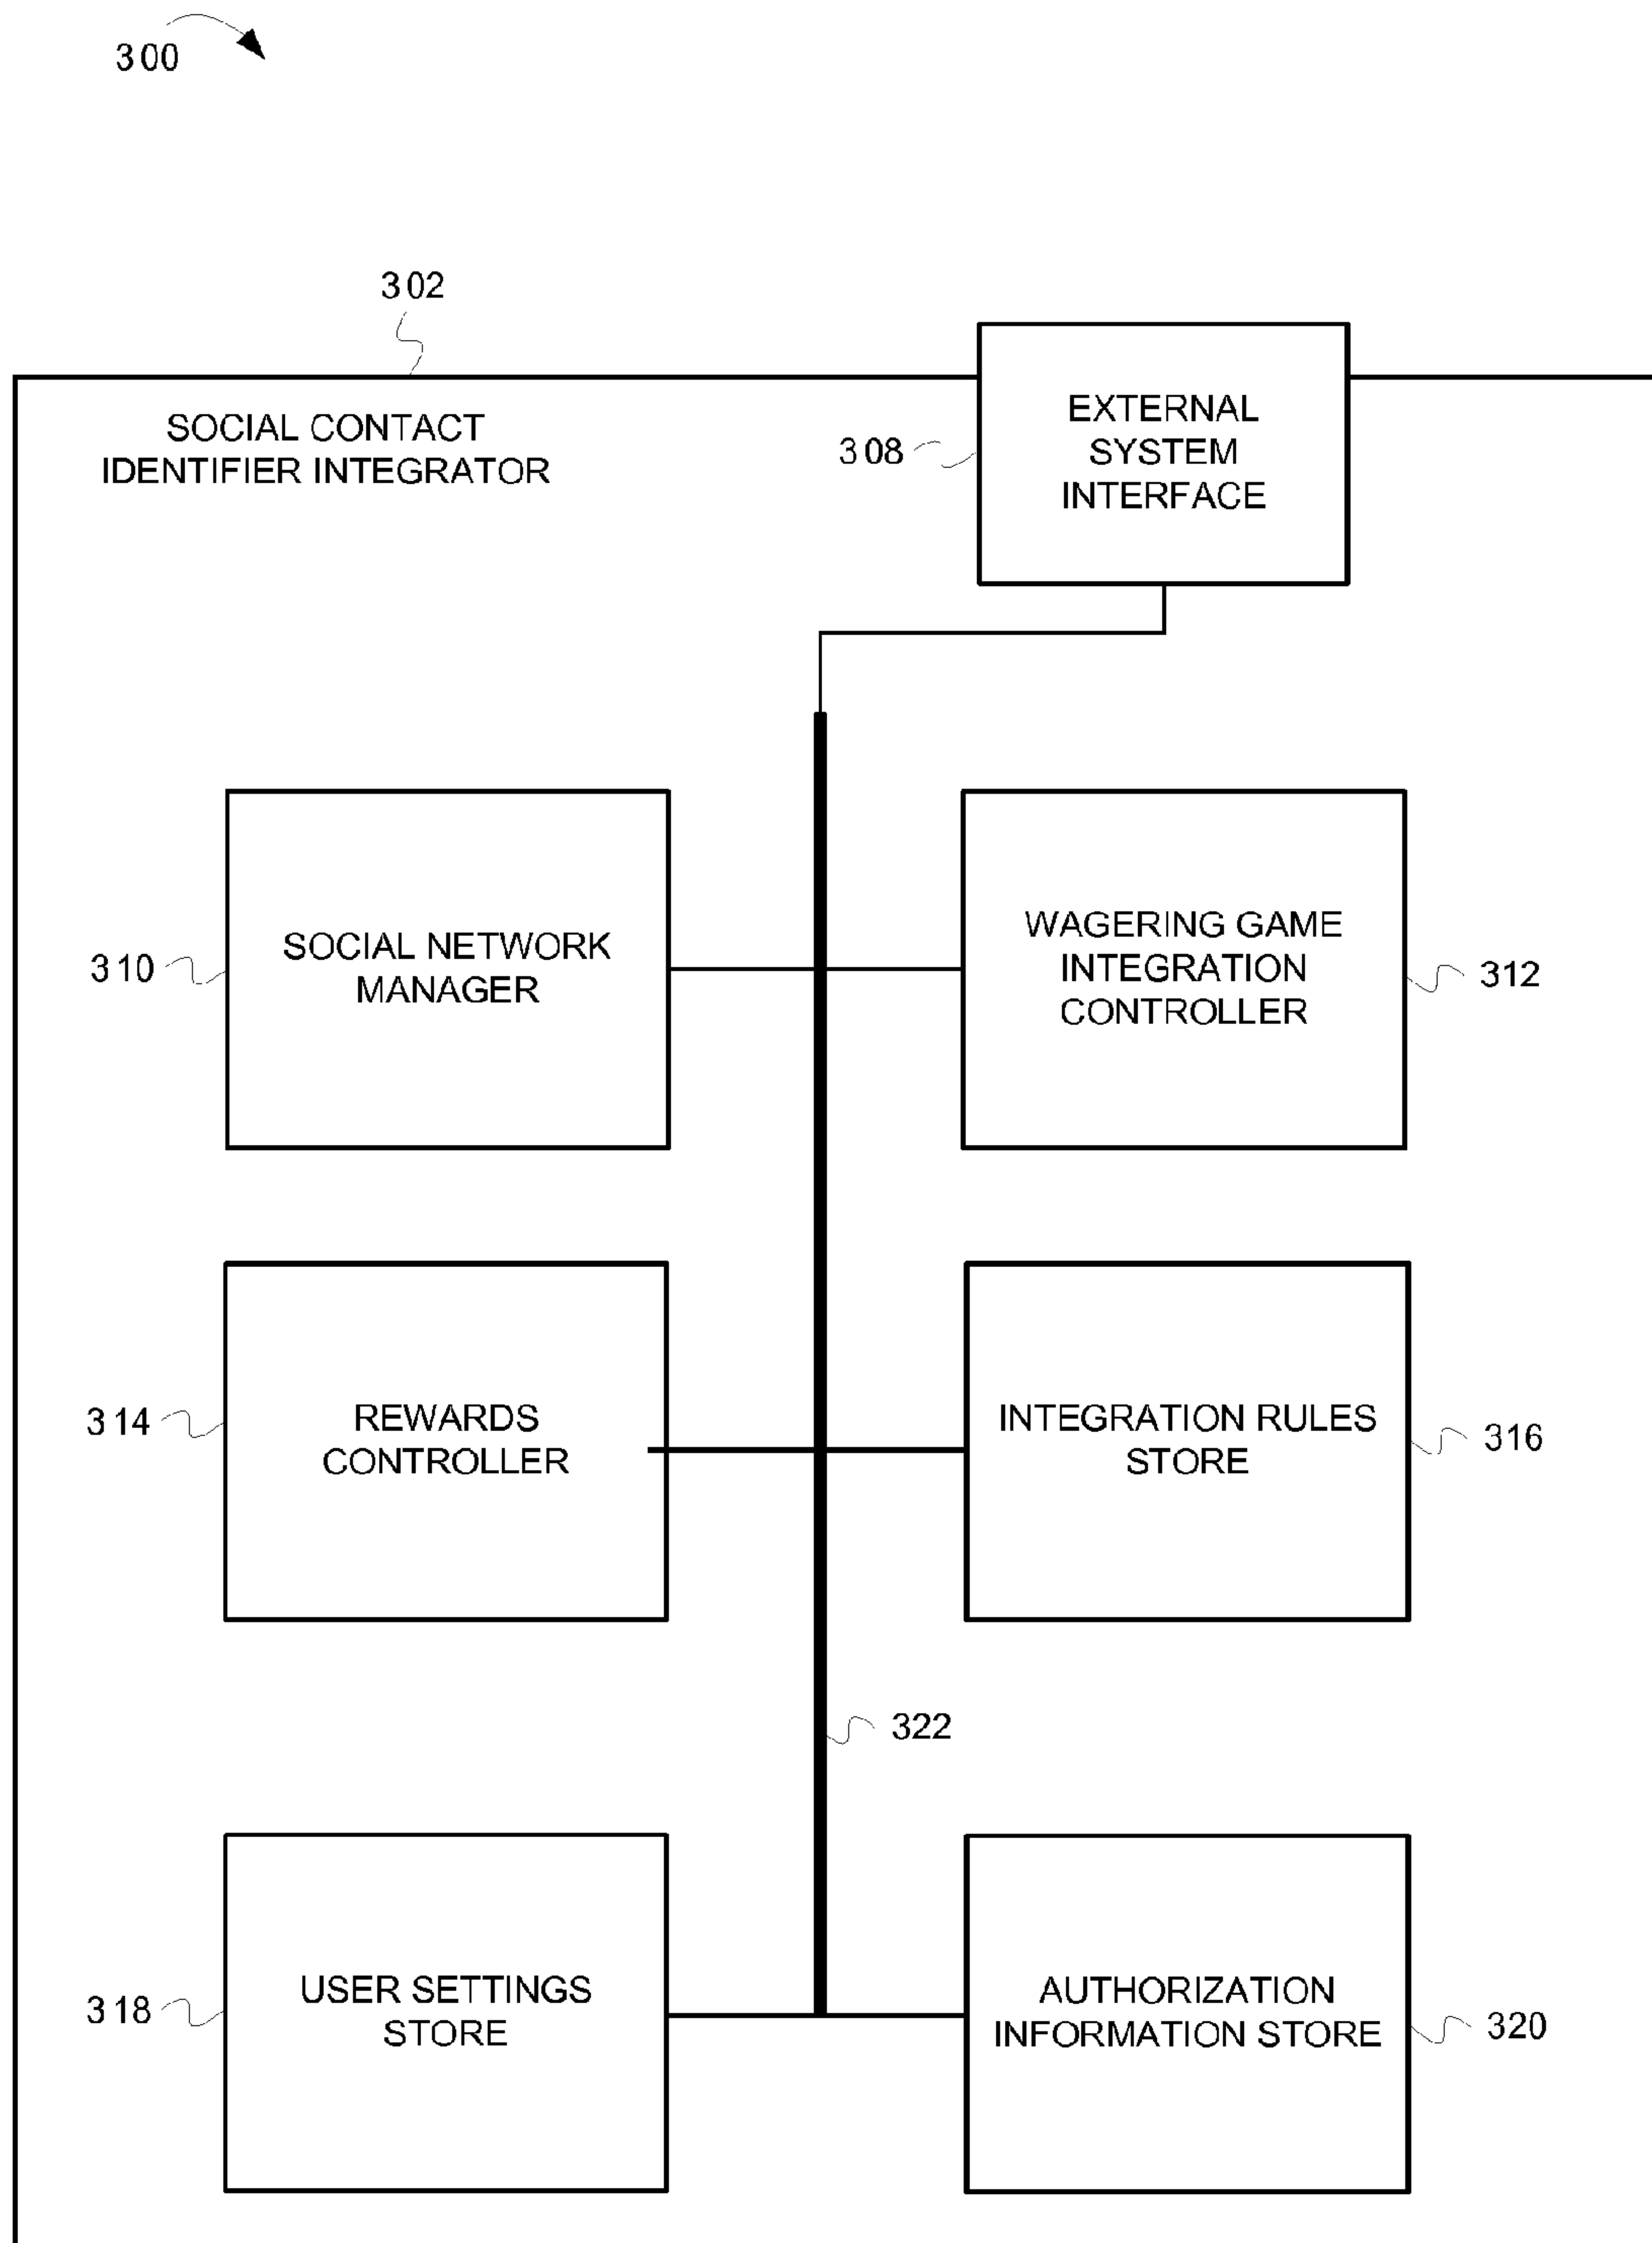 300
302
SOCIAL CONTACT
IDENTIFIER INTEGRATOR
308
EXTERNAL
SYSTEM
INTERFACE
310
SOCIAL NETWORK
MANAGER
WAGERING GAME
INTEGRATION
CONTROLLER
312
314
REWARDS
CONTROLLER
INTEGRATION RULES
STORE
316
322
318
USER SETTINGS
STORE
AUTHORIZATION
INFORMATION STORE
320